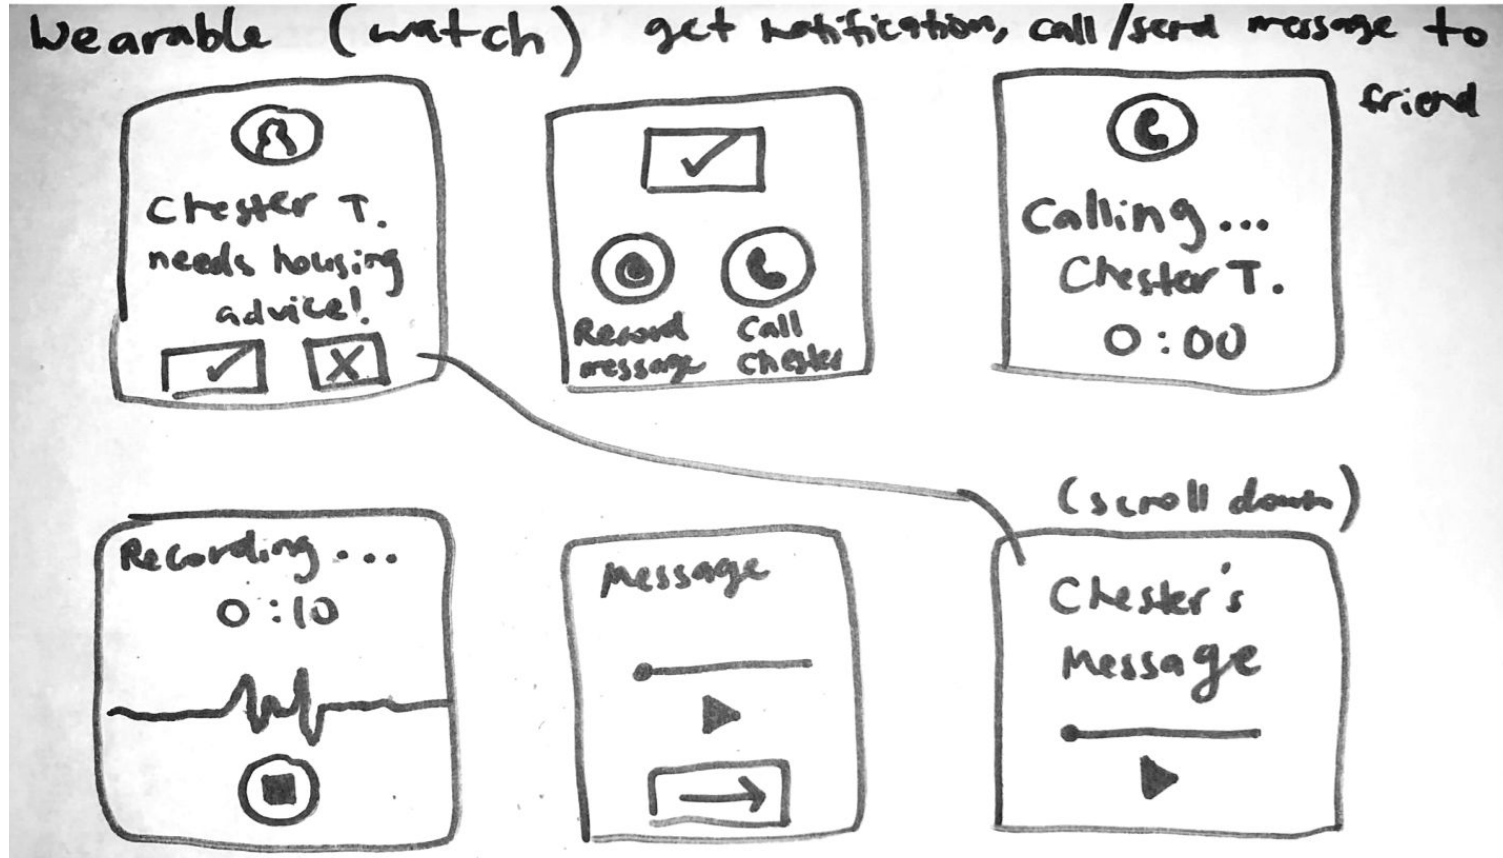 Wearable (watch) get notification, call/send message to
friend
Chester T.
needs housing
advice!
Record
message
Call
Chester
Calling...
Chester T.
0:00
Recording...
0:10
Message
(scroll down)
Chester's
Message